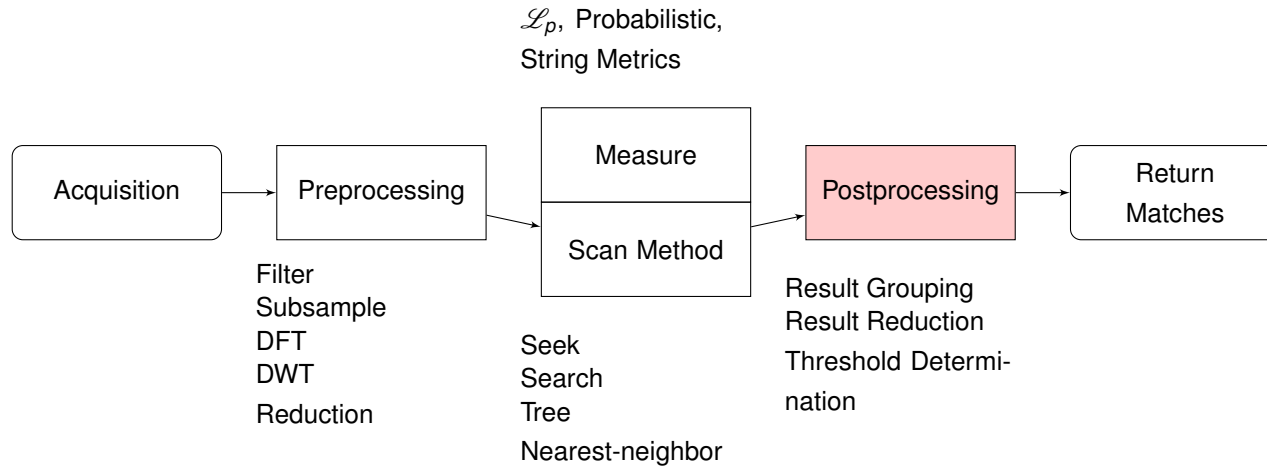 ℒp, Probabilistic,
String Metrics
Acquisition
Preprocessing
Measure
Scan Method
Postprocessing
Return
Matches
Filter
Subsample
DFT
DWT
Reduction
Seek
Search
Tree
Nearest-neighbor
Result Grouping
Result Reduction
Threshold Determi-
nation